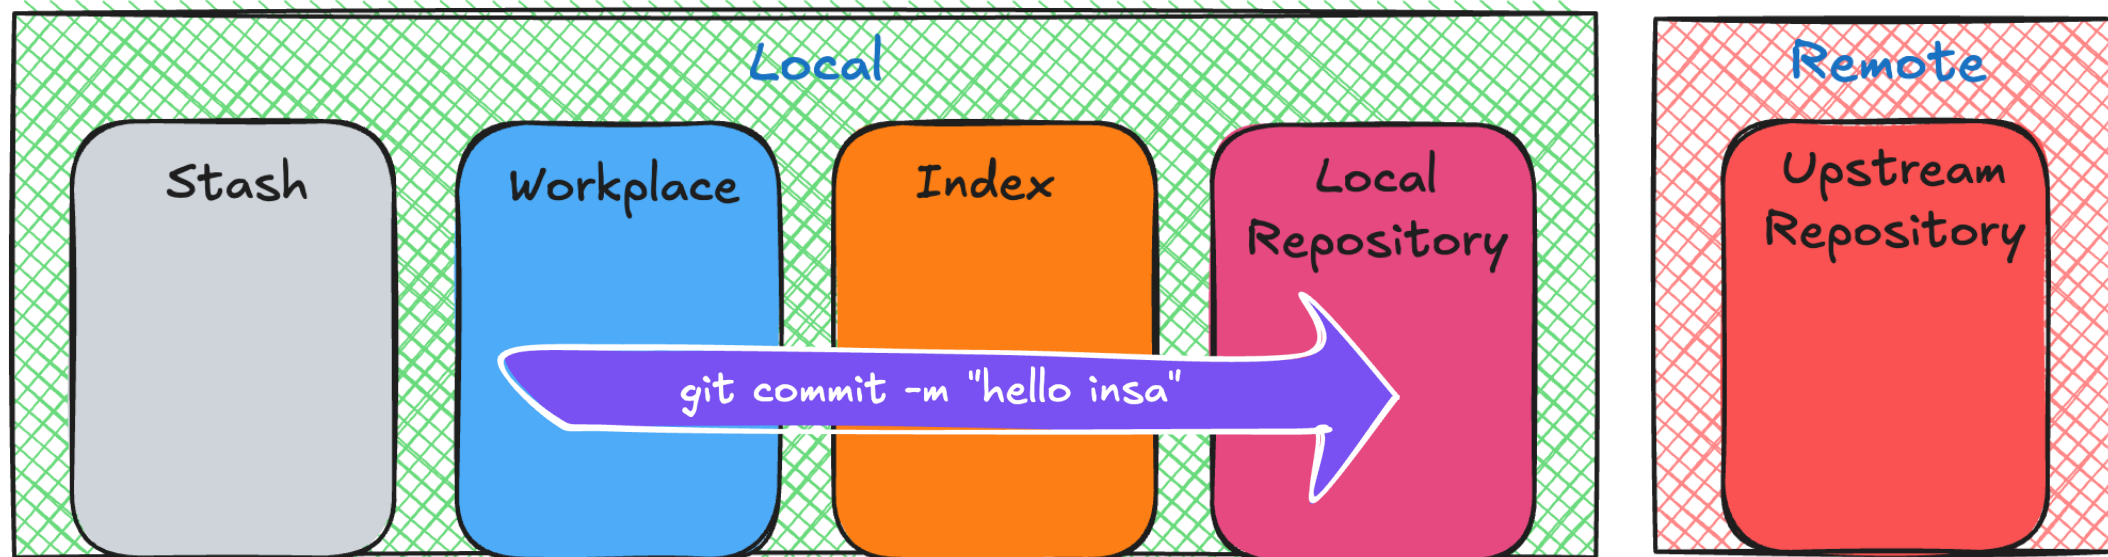 Local
Remote
Stash
Workplace
Index
Local
Repository
Upstream
Repository
git commit -m "hello insa"